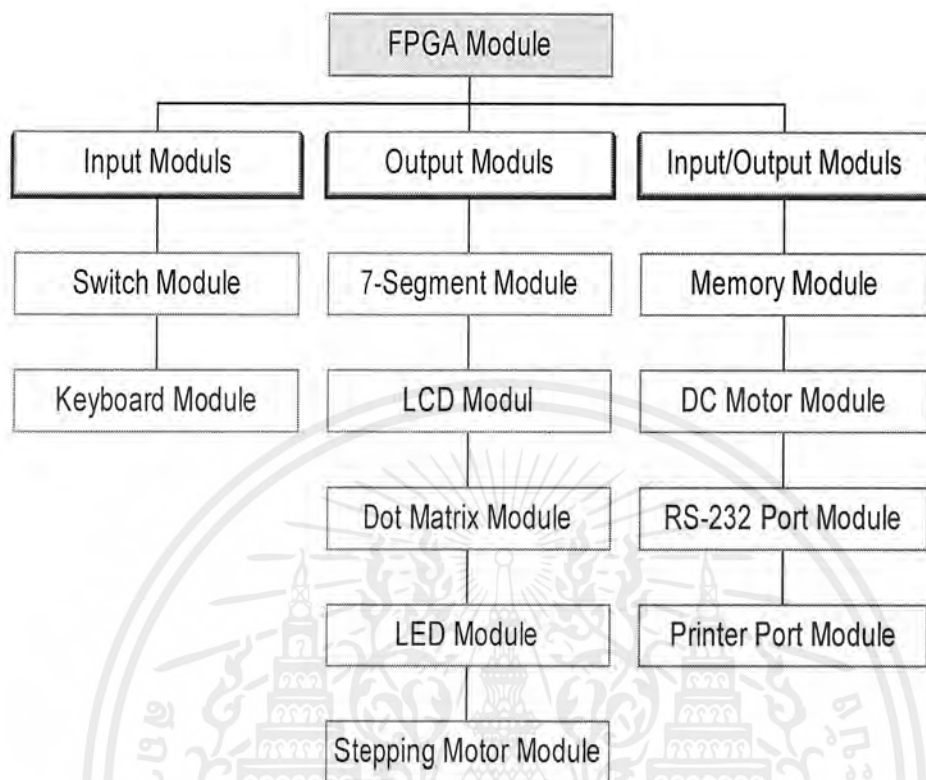 FPGA Module
Input Moduls
Output Moduls
Input/Output Moduls
Switch Module
7-Segment Module
Memory Module
Keyboard Module
LCD Modul
DC Motor Module
Dot Matrix Module
RS-232 Port Module
LED Module
Printer Port Module
Stepping Motor Module